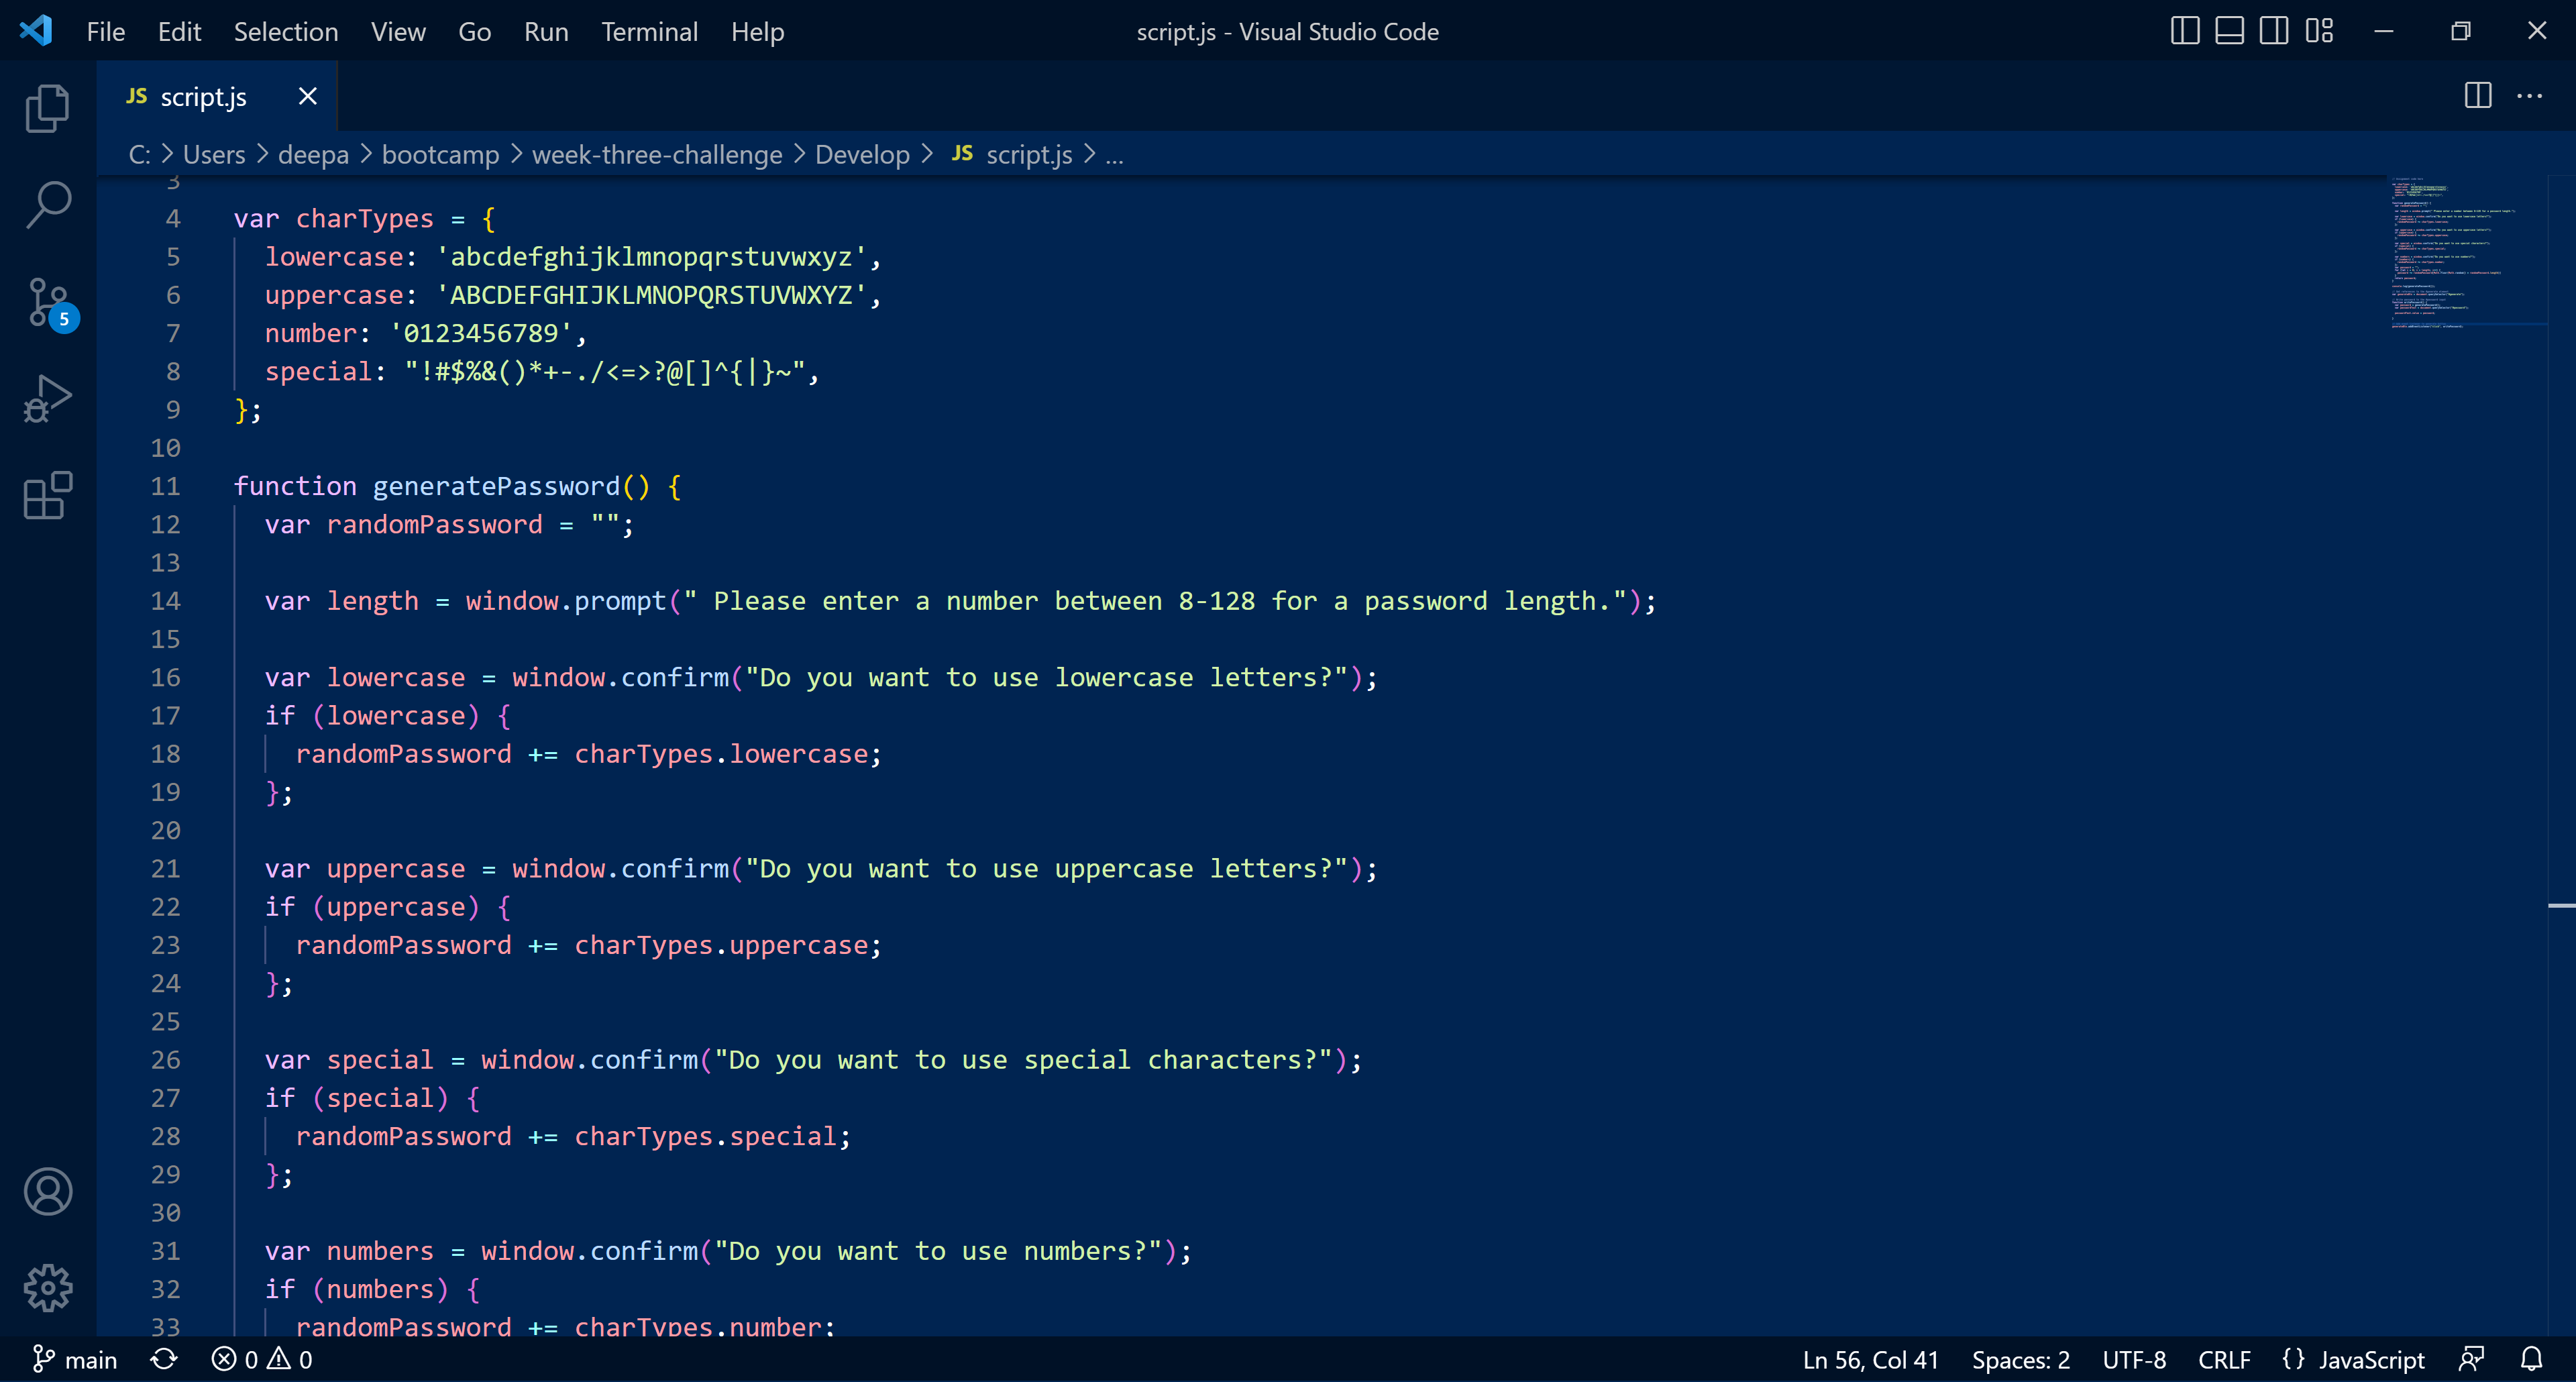 File Edit Selection View Go Run Terminal Help script.js - Visual Studio Code
JS script.js
C: > Users > deepa > bootcamp > week-three-challenge > Develop > JS script.js > ...
3
4 var charTypes = {
5 lowercase: 'abcdefghijklmnopqrstuvwxyz',
6 uppercase: 'ABCDEFGHIJKLMNOPQRSTUVWXYZ',
7 number: '0123456789',
8 special: "!#$%&()*+-./<=>?@[]^{|}~",
9 };
10
11 function generatePassword() {
12 var randomPassword = "";
13
14 var length = window.prompt(" Please enter a number between 8-128 for a password length.");
15
16 var lowercase = window.confirm("Do you want to use lowercase letters?");
17 if (lowercase) {
18 randomPassword += charTypes.lowercase;
19 };
20
21 var uppercase = window.confirm("Do you want to use uppercase letters?");
22 if (uppercase) {
23 randomPassword += charTypes.uppercase;
24 };
25
26 var special = window.confirm("Do you want to use special characters?");
27 if (special) {
28 randomPassword += charTypes.special;
29 };
30
31 var numbers = window.confirm("Do you want to use numbers?");
32 if (numbers) {
33 randomPassword += charTypes.number;
5
main 0 0 Ln 56, Col 41 Spaces: 2 UTF-8 CRLF {} JavaScript